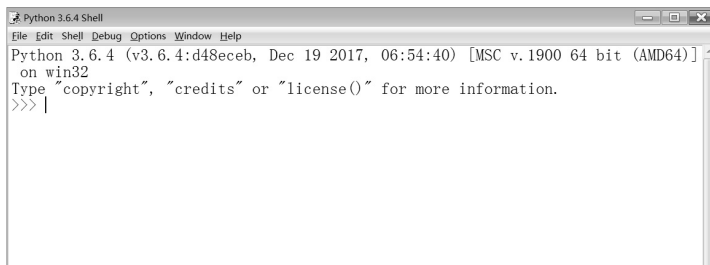 Python 3.6.4 Shell
File Edit Shell Debug Options Window Help
Python 3.6.4 (v3.6.4:d48eceb, Dec 19 2017, 06:54:40) [MSC v.1900 64 bit (AMD64)]
on win32
Type "copyright", "credits" or "license()" for more information.
>>>